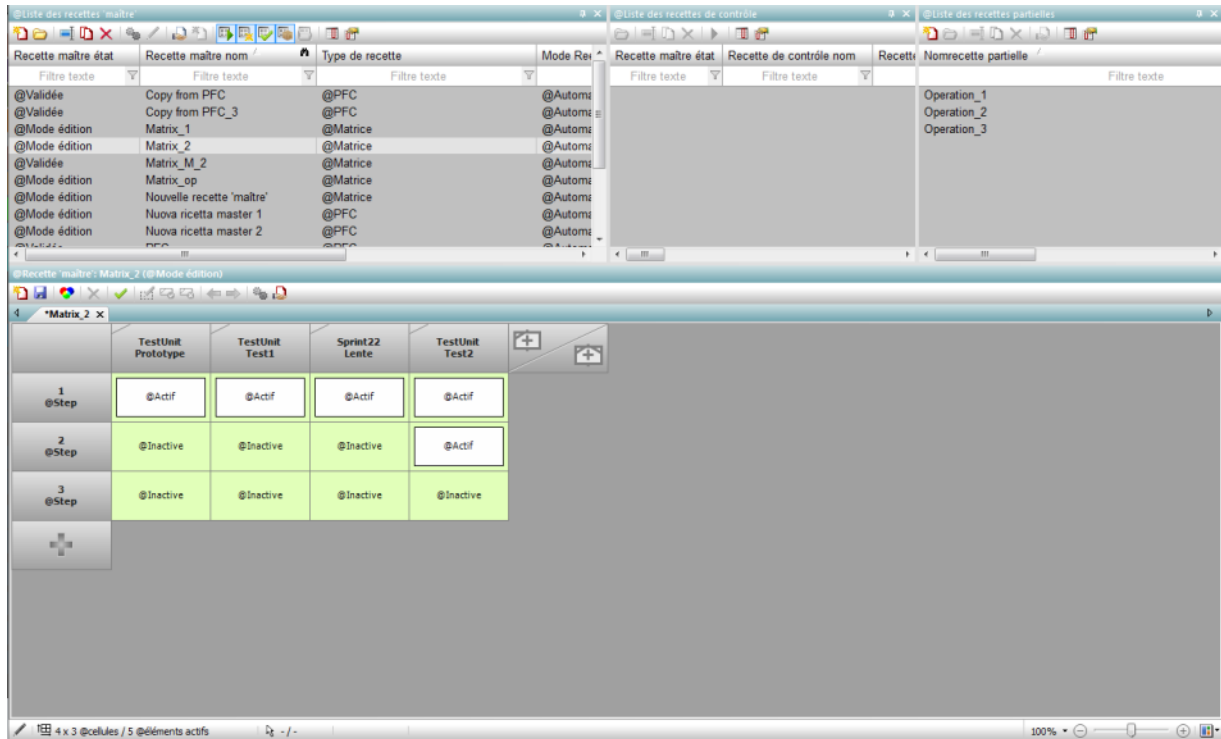 @Liste des recettes 'maître'
Recette maître état Recette maître nom Type de recette Mode Re
Filtre texte Filtre texte Filtre texte
@Validée Copy from PFC @PFC @Automa
@Validée Copy from PFC_3 @PFC @Automa
@Mode édition Matrix_1 @Matrice @Automa
@Mode édition Matrix_2 @Matrice @Automa
@Validée Matrix_M_2 @Matrice @Automa
@Mode édition Matrix_op @Matrice @Automa
@Mode édition Nouvelle recette 'maître' @Matrice @Automa
@Mode édition Nuova ricetta master 1 @PFC @Automa
@Mode édition Nuova ricetta master 2 @PFC @Automa
@Liste des recettes de contrôle
Recette maître état Recette de contrôle nom Recette
Filtre texte Filtre texte
@Liste des recettes partielles
Nomrecette partielle
Filtre texte
Operation_1
Operation_2
Operation_3
@Recette 'maître': Matrix_2 (@Mode édition)
*Matrix_2
TestUnit TestUnit Sprint22 TestUnit
Prototype Test1 Lente Test2
1
@Step @Actif @Actif @Actif @Actif
2
@Step @Inactive @Inactive @Inactive @Actif
3
@Step @Inactive @Inactive @Inactive @Inactive
4 x 3 @cellules / 5 @éléments actifs - / - 100%